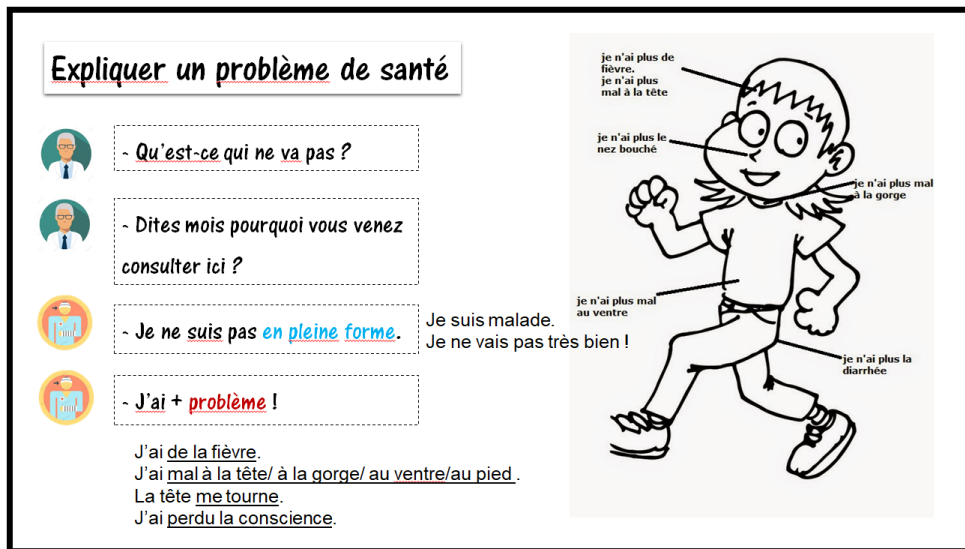 Expliquer un problème de santé
- Qu'est-ce qui ne va pas ?
- Dites mois pourquoi vous venez
consulter ici ?
- Je ne suis pas en pleine forme.
Je suis malade.
Je ne vais pas très bien !
- J'ai + problème !
J'ai de la fièvre.
J'ai mal à la tête/ à la gorge/ au ventre/au pied .
La tête me tourne.
J'ai perdu la conscience.
je n'ai plus de
fièvre.
je n'ai plus
mal à la tête
je n'ai plus le
nez bouché
je n'ai plus mal
à la gorge
je n'ai plus mal
au ventre
je n'ai plus la
diarrhée